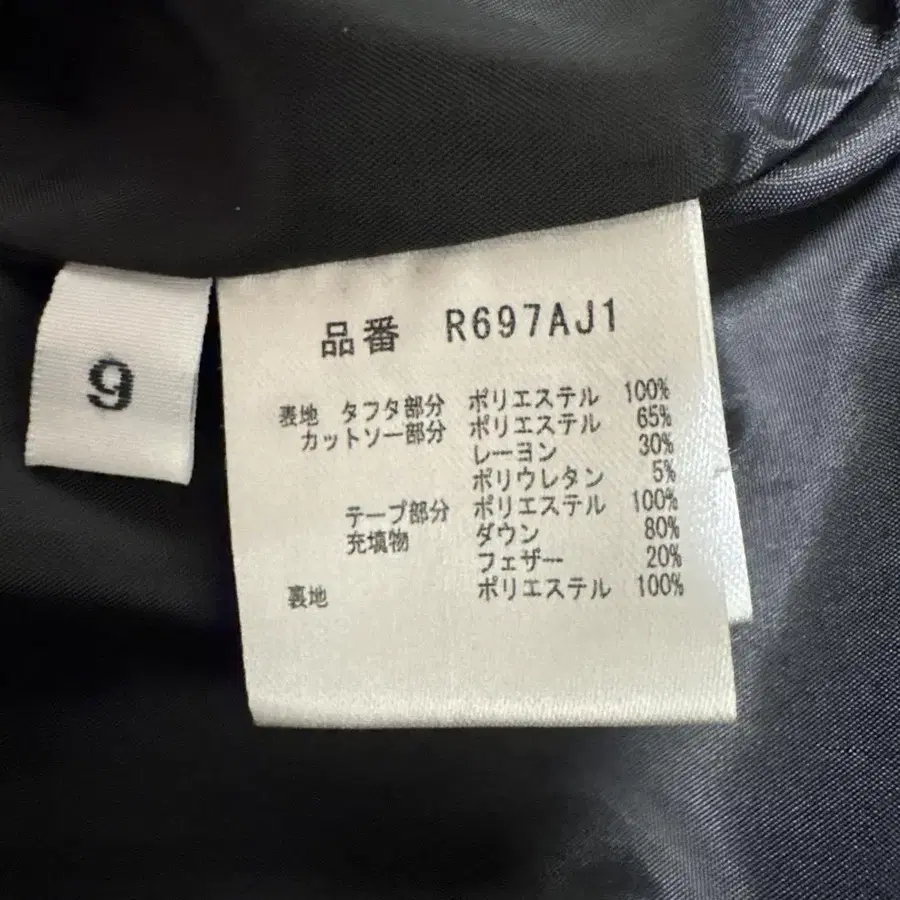 9
品番 R697AJ1
表地 タフタ部分 ポリエステル 100%
カットソー部分 ポリエステル 65%
レーヨン 30%
ポリウレタン 5%
テープ部分 ポリエステル 100%
充填物 ダウン 80%
フェザー 20%
裏地 ポリエステル 100%